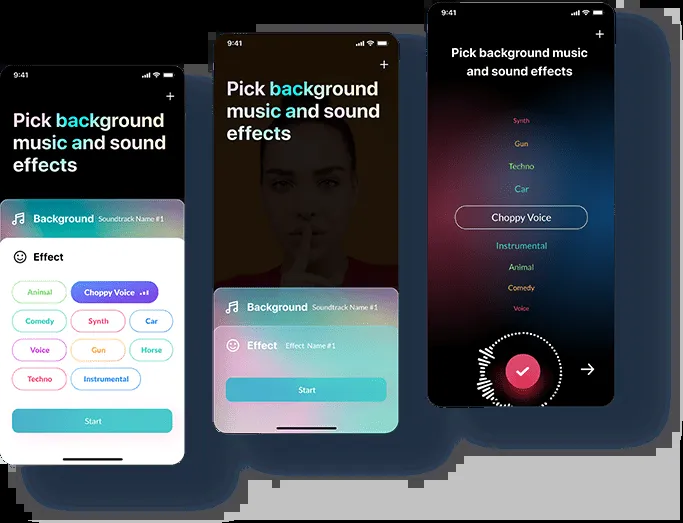 9:41
Pick background
music and sound
effects
Background Soundtrack Name #1
Effect
Animal Choppy Voice
Comedy Synth Car
Voice Gun Horse
Techno Instrumental
Start
9:41
Pick background
music and sound
effects
Background Soundtrack Name #1
Effect Effect Name #1
Start
9:41
Pick background music
and sound effects
Synth
Gun
Techno
Car
Choppy Voice
Instrumental
Animal
Comedy
Voice